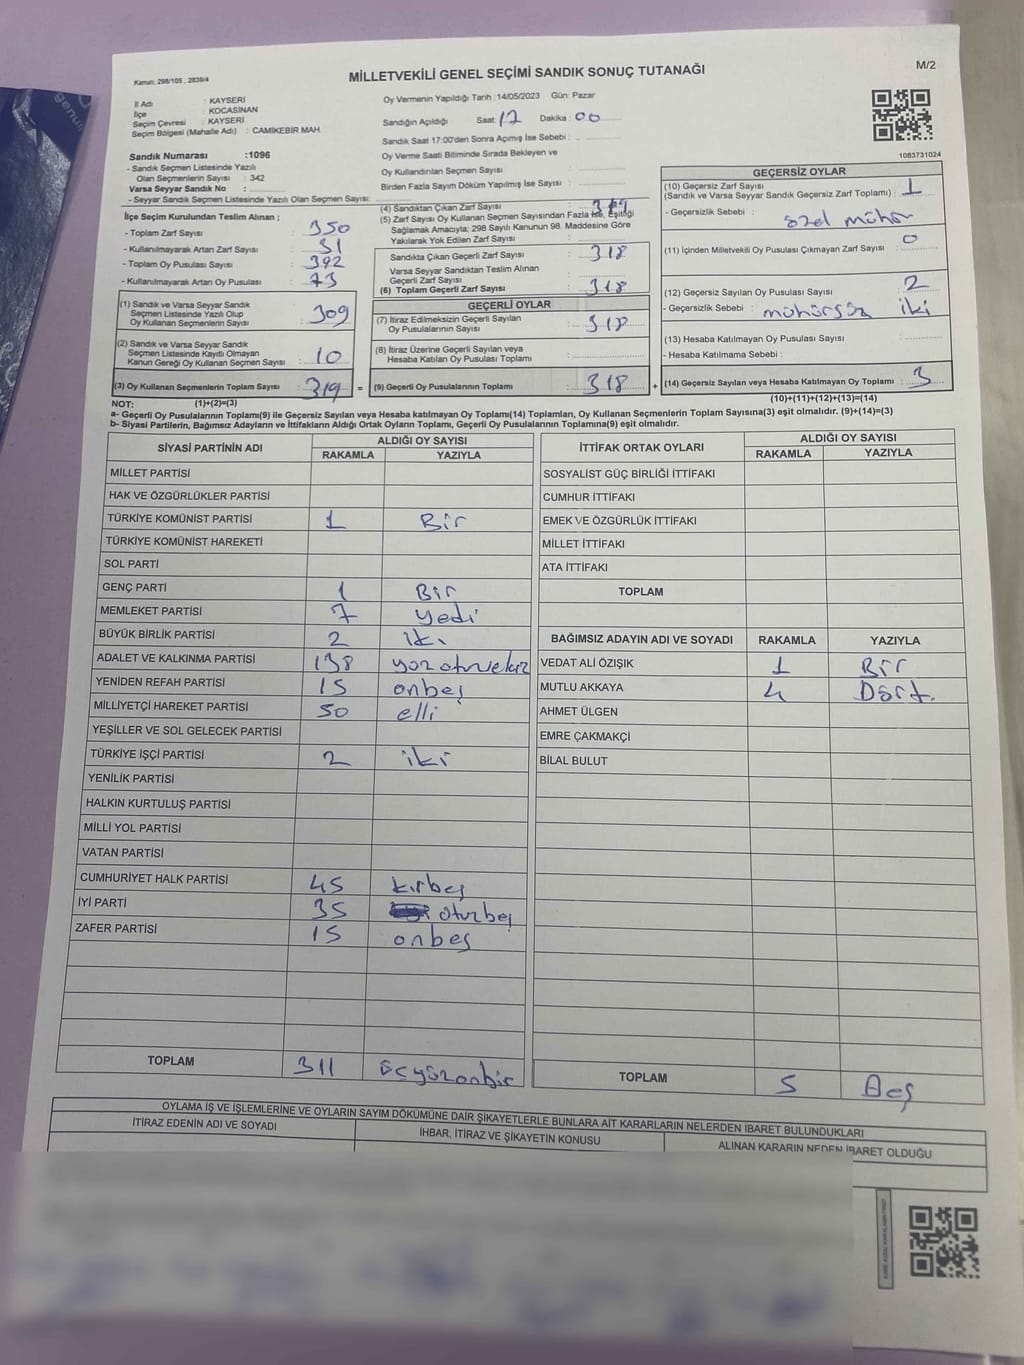 Kanun: 298/105 , 2839/4
MİLLETVEKİLİ GENEL SEÇİMİ SANDIK SONUÇ TUTANAĞI
M/2
İl Adı : KAYSERİ
İlçe : KOCASİNAN
Seçim Çevresi : KAYSERİ
Seçim Bölgesi (Mahalle Adı) : CAMİKEBİR MAH.
Sandık Numarası :1096
- Sandık Seçmen Listesinde Yazılı
Olan Seçmenlerin Sayısı : 342
Varsa Seyyar Sandık No :
- Seyyar Sandık Seçmen Listesinde Yazılı Olan Seçmen Sayısı:
Oy Vermenin Yapıldığı Tarih :14/05/2023 Gün: Pazar
Sandığın Açıldığı Saat: 17 Dakika : 00
Sandık Saat 17:00'den Sonra Açımış İse Sebebi :
Oy Verme Saati Bitiminde Sırada Bekleyen ve
Oy Kullandırılan Seçmen Sayısı :
Birden Fazla Sayım Döküm Yapılmış İse Sayısı :
1083731024
İlçe Seçim Kurulundan Teslim Alınan ;
- Toplam Zarf Sayısı : 350
- Kullanılmayarak Artan Zarf Sayısı : 31
- Toplam Oy Pusulası Sayısı : 392
- Kullanılmayarak Artan Oy Pusulası : 73
(1) Sandık ve Varsa Seyyar Sandık
Seçmen Listesinde Yazılı Olup
Oy Kullanan Seçmenlerin Sayısı : 309
(2) Sandık ve Varsa Seyyar Sandık
Seçmen Listesinde Kayıtlı Olmayan
Kanun Gereği Oy Kullanan Seçmen Sayısı : 10
(3) Oy Kullanan Seçmenlerin Toplam Sayısı : 319 =
(4) Sandıktan Çıkan Zarf Sayısı : 319
(5) Zarf Sayısı Oy Kullanan Seçmen Sayısından Fazla İse, Eşitliği
Sağlamak Amacıyla, 298 Sayılı Kanunun 98. Maddesine Göre
Yakılarak Yok Edilen Zarf Sayısı :
Sandıkta Çıkan Geçerli Zarf Sayısı : 318
Varsa Seyyar Sandıktan Teslim Alınan
Geçerli Zarf Sayısı :
(6) Toplam Geçerli Zarf Sayısı : 318
GEÇERLİ OYLAR
(7) İtiraz Edilmeksizin Geçerli Sayılan
Oy Pusulalarının Sayısı : 318
(8) İtiraz Üzerine Geçerli Sayılan veya
Hesaba Katılan Oy Pusulası Toplamı :
(9) Geçerli Oy Pusulalarının Toplamı : 318 +
GEÇERSİZ OYLAR
(10) Geçersiz Zarf Sayısı
(Sandık ve Varsa Seyyar Sandık Geçersiz Zarf Toplamı) : 1
- Geçersizlik Sebebi : özel mühür
(11) İçinden Milletvekili Oy Pusulası Çıkmayan Zarf Sayısı : 0
(12) Geçersiz Sayılan Oy Pusulası Sayısı : 2
- Geçersizlik Sebebi : mühürsüz iki
(13) Hesaba Katılmayan Oy Pusulası Sayısı :
- Hesaba Katılmama Sebebi :
(14) Geçersiz Sayılan veya Hesaba Katılmayan Oy Toplamı : 3
NOT: (1)+(2)=(3)
(10)+(11)+(12)+(13)=(14)
a- Geçerli Oy Pusulalarının Toplamı(9) ile Geçersiz Sayılan veya Hesaba katılmayan Oy Toplamı(14) Toplamları, Oy Kullanan Seçmenlerin Toplam Sayısına(3) eşit olmalıdır. (9)+(14)=(3)
b- Siyasi Partilerin, Bağımsız Adayların ve İttifakların Aldığı Ortak Oyların Toplamı, Geçerli Oy Pusulalarının Toplamına(9) eşit olmalıdır.
SİYASİ PARTİNİN ADI ALDIĞI OY SAYISI
RAKAMLA YAZIYLA
MİLLET PARTİSİ
HAK VE ÖZGÜRLÜKLER PARTİSİ
TÜRKİYE KOMÜNİST PARTİSİ 1 Bir
TÜRKİYE KOMÜNİST HAREKETİ
SOL PARTİ
GENÇ PARTİ 1 Bir
MEMLEKET PARTİSİ 7 yedi
BÜYÜK BİRLİK PARTİSİ 2 iki
ADALET VE KALKINMA PARTİSİ 138 yüzotuzsekiz
YENİDEN REFAH PARTİSİ 15 onbeş
MİLLİYETÇİ HAREKET PARTİSİ 50 elli
YEŞİLLER VE SOL GELECEK PARTİSİ
TÜRKİYE İŞÇİ PARTİSİ 2 iki
YENİLİK PARTİSİ
HALKIN KURTULUŞ PARTİSİ
MİLLİ YOL PARTİSİ
VATAN PARTİSİ
CUMHURİYET HALK PARTİSİ 45 kırbeş
İYİ PARTİ 35 otuzbeş
ZAFER PARTİSİ 15 onbeş
TOPLAM 311 üçyüzonbir
İTTİFAK ORTAK OYLARI ALDIĞI OY SAYISI
RAKAMLA YAZIYLA
SOSYALİST GÜÇ BİRLİĞİ İTTİFAKI
CUMHUR İTTİFAKI
EMEK VE ÖZGÜRLÜK İTTİFAKI
MİLLET İTTİFAKI
ATA İTTİFAKI
TOPLAM
BAĞIMSIZ ADAYIN ADI VE SOYADI RAKAMLA YAZIYLA
VEDAT ALİ ÖZIŞIK 1 Bir
MUTLU AKKAYA 4 Dört.
AHMET ÜLGEN
EMRE ÇAKMAKÇİ
BİLAL BULUT
TOPLAM 5 Beş
OYLAMA İŞ VE İŞLEMLERİNE VE OYLARIN SAYIM DÖKÜMÜNE DAİR ŞİKAYETLERLE BUNLARA AİT KARARLARIN NELERDEN İBARET BULUNDUKLARI
İTİRAZ EDENİN ADI VE SOYADI İHBAR, İTİRAZ VE ŞİKAYETİN KONUSU ALINAN KARARIN NEDEN İBARET OLDUĞU